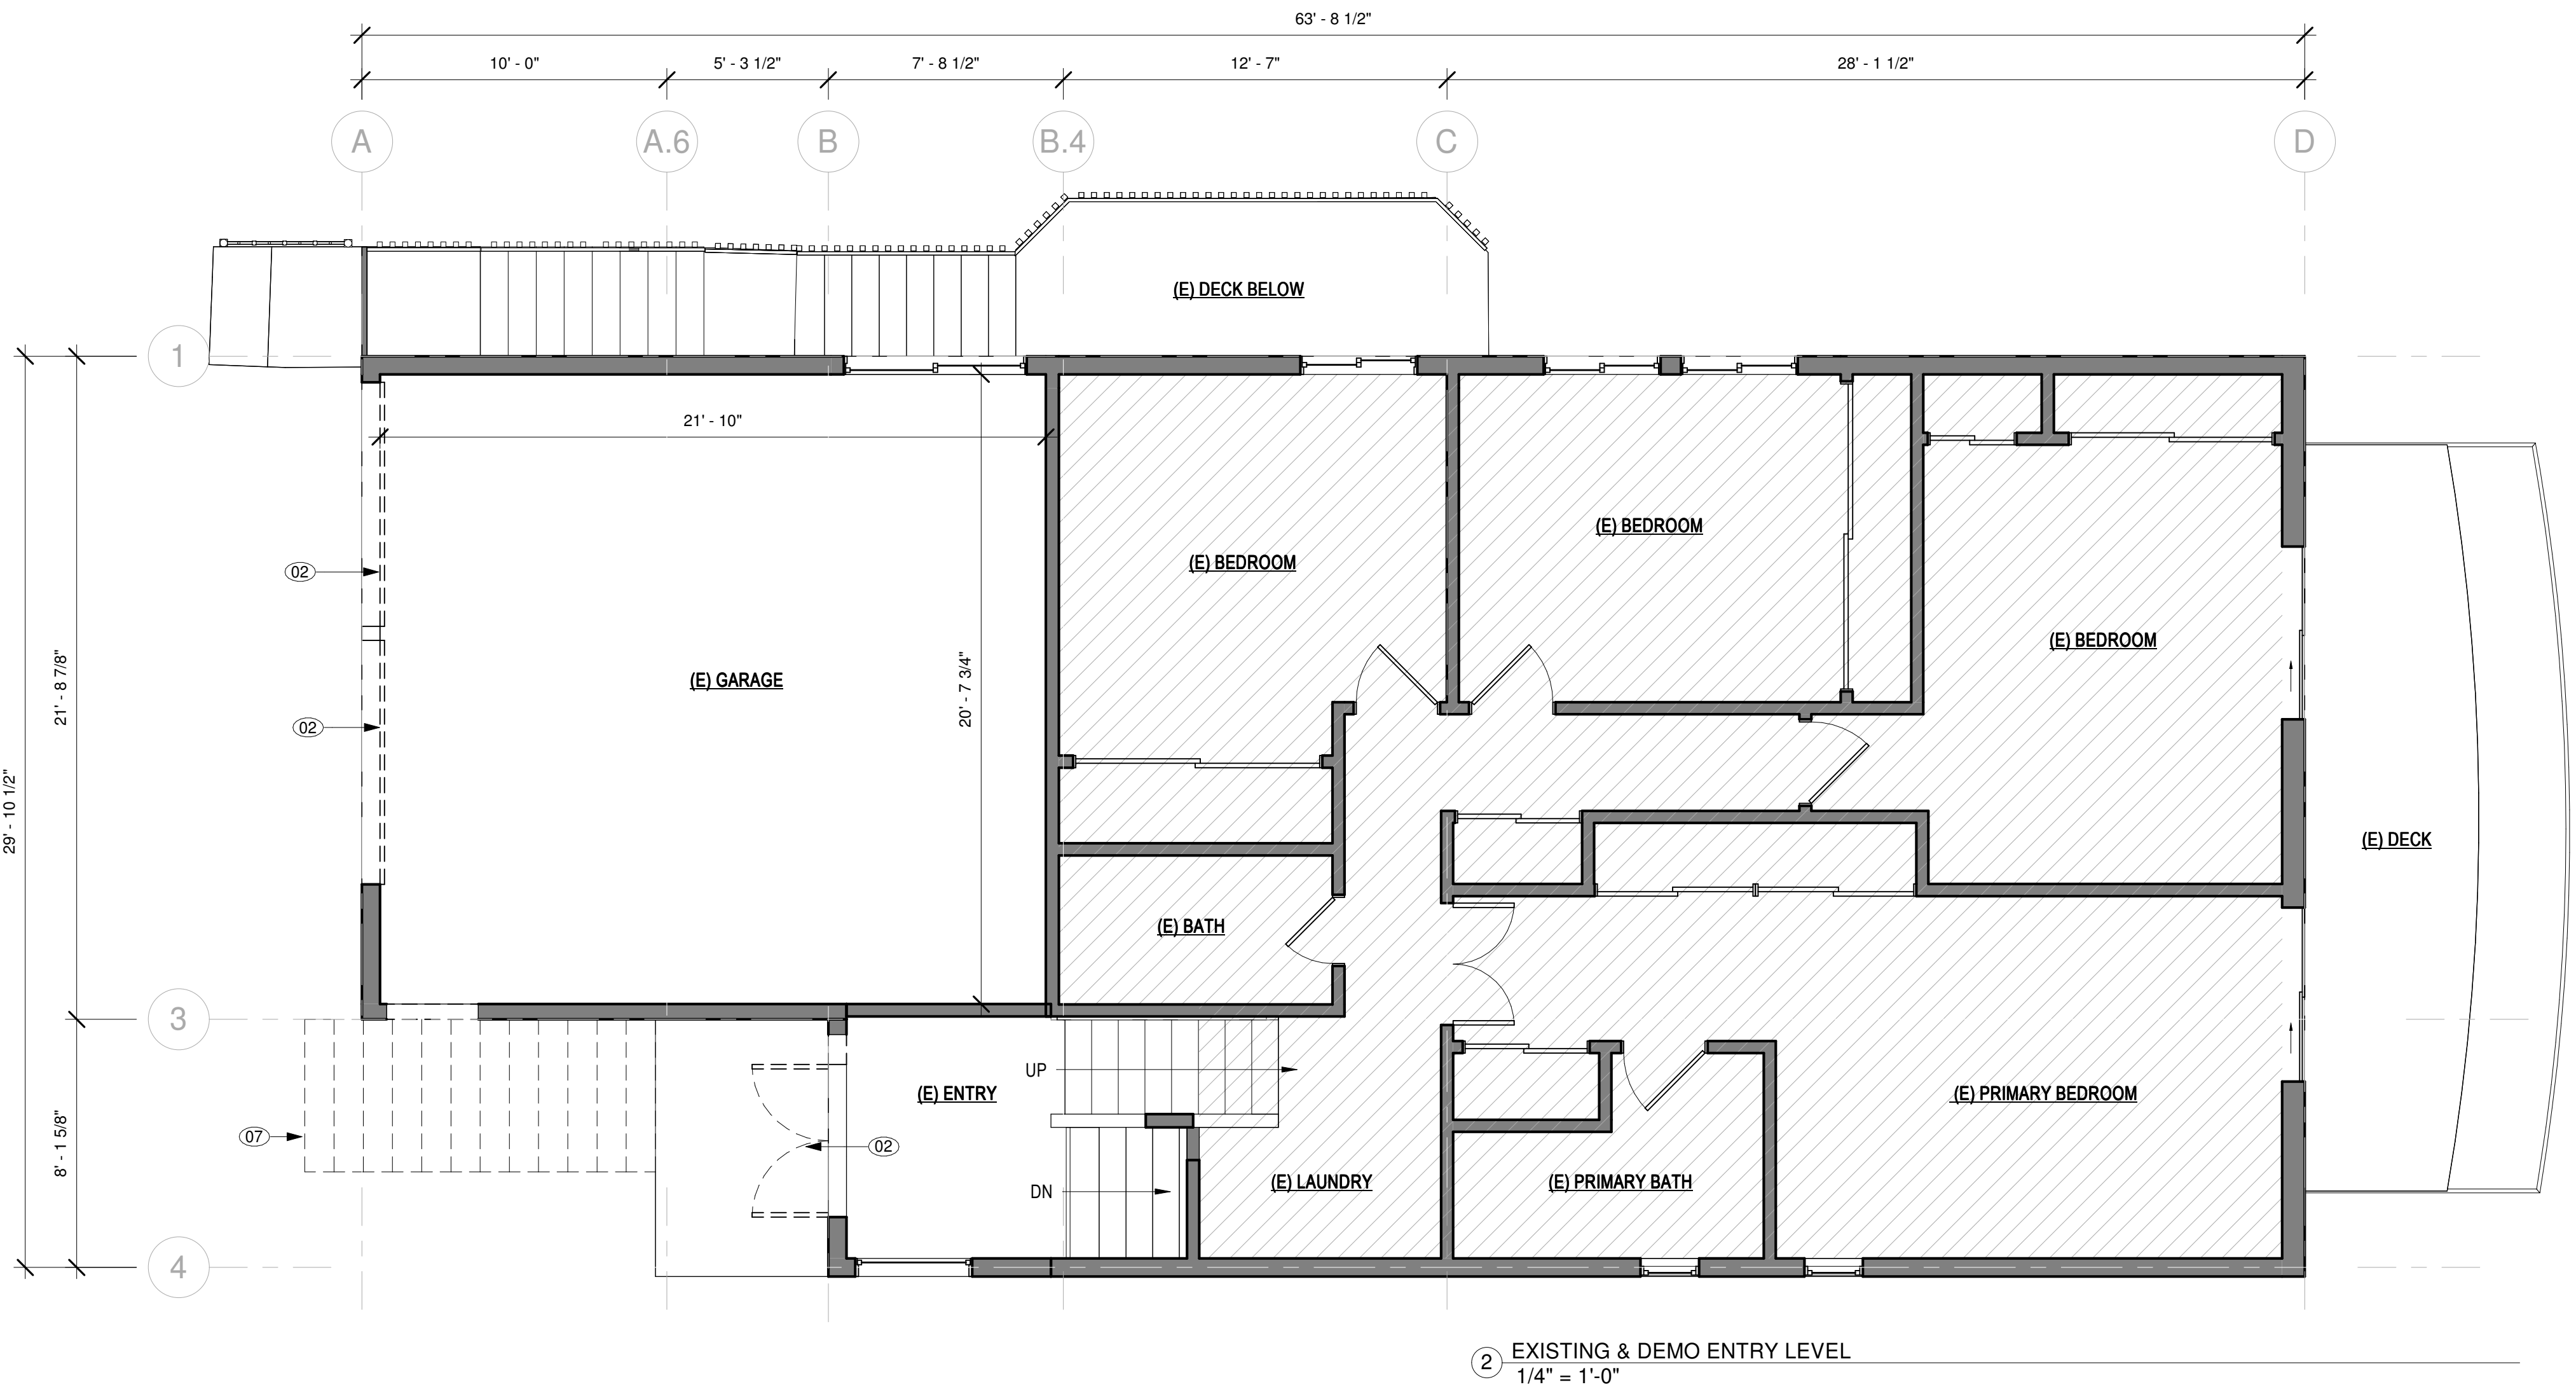 63' - 8 1/2"
10' - 0"
5' - 3 1/2"
7' - 8 1/2"
12' - 7"
28' - 1 1/2"
A
A.6
B
B.4
C
D
(E) DECK BELOW
1
21' - 10"
(E) BEDROOM
(E) BEDROOM
02
(E) BEDROOM
(E) GARAGE
20' - 7 3/4"
21' - 8 7/8"
02
29' - 10 1/2"
(E) DECK
(E) BATH
3
UP
(E) ENTRY
(E) PRIMARY BEDROOM
07
02
8' - 1 5/8"
DN
(E) LAUNDRY
(E) PRIMARY BATH
4
2
EXISTING & DEMO ENTRY LEVEL
1/4" = 1'-0"